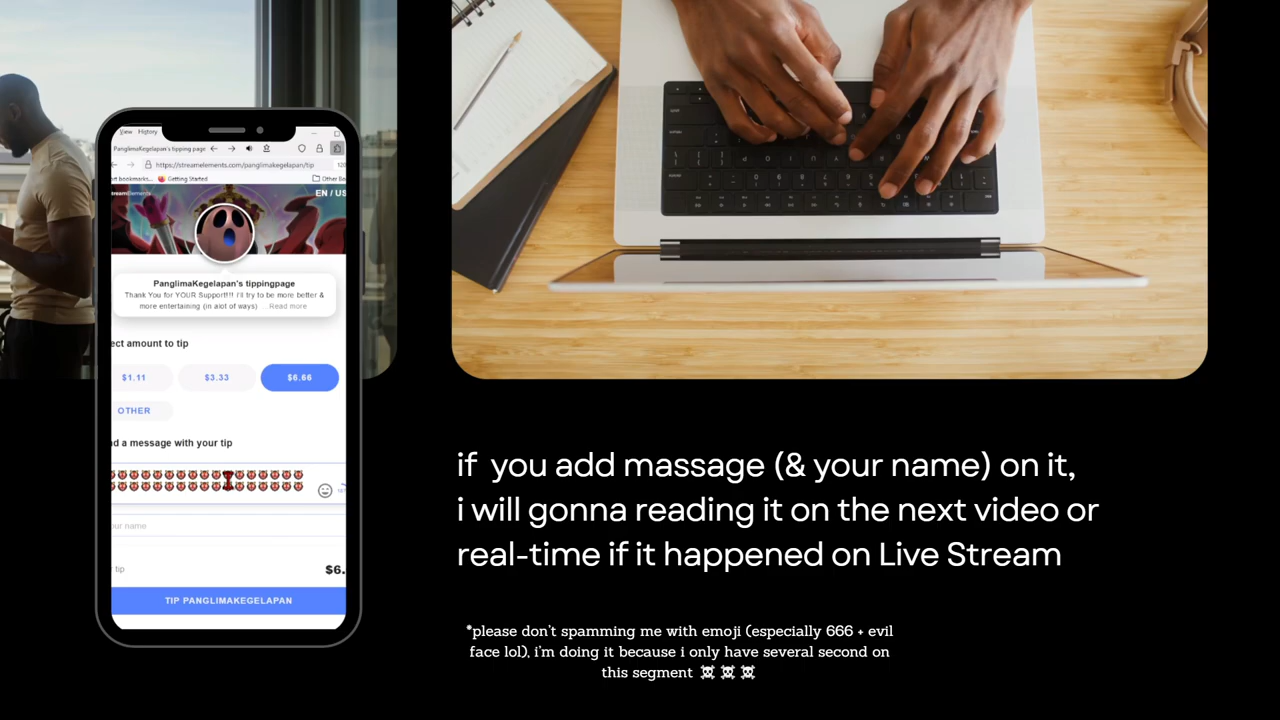 View History
PanglimaKegelapan's tipping page
https://streamelements.com/panglimakegelapan/tip
Getting Started
EN / US
PanglimaKegelapan's tippingpage
Thank You for YOUR Support!!! I'll try to be more better &
more entertaining (in alot of ways) ...Read more
ect amount to tip
$1.11 $3.33 $6.66
OTHER
d a message with your tip
ur name
tip $6.
TIP PANGLIMAKEGELAPAN
if you add massage (& your name) on it,
i will gonna reading it on the next video or
real-time if it happened on Live Stream
*please don't spamming me with emoji (especially 666 + evil
face lol), i'm doing it because i only have several second on
this segment ☠️ ☠️ ☠️